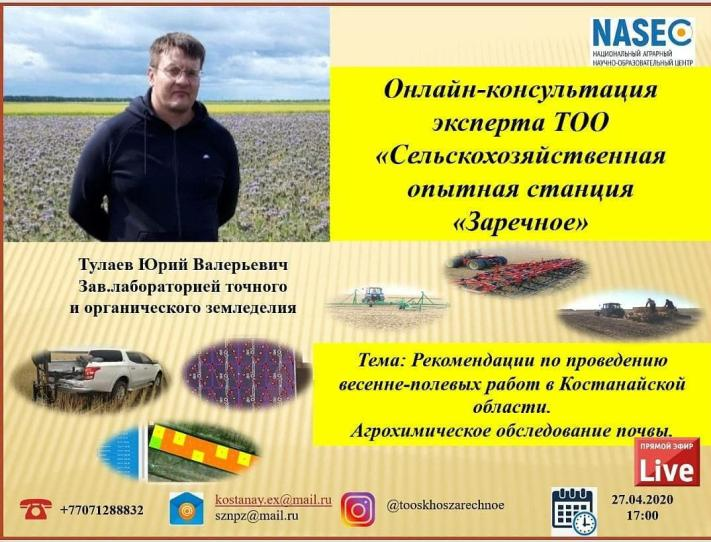 NASEC
НАЦИОНАЛЬНЫЙ АГРАРНЫЙ
НАУЧНО-ОБРАЗОВАТЕЛЬНЫЙ ЦЕНТР
Онлайн-консультация
эксперта ТОО
«Сельскохозяйственная
опытная станция
«Заречное»
Тулаев Юрий Валерьевич
Зав.лабораторией точного
и органического земледелия
Тема: Рекомендации по проведению
весенне-полевых работ в Костанайской
области.
Агрохимическое обследование почвы.
ПРЯМОЙ ЭФИР
Live
+77071288832
kostanay.ex@mail.ru
sznpz@mail.ru
@tooskhoszarechnoe
27.04.2020
17:00